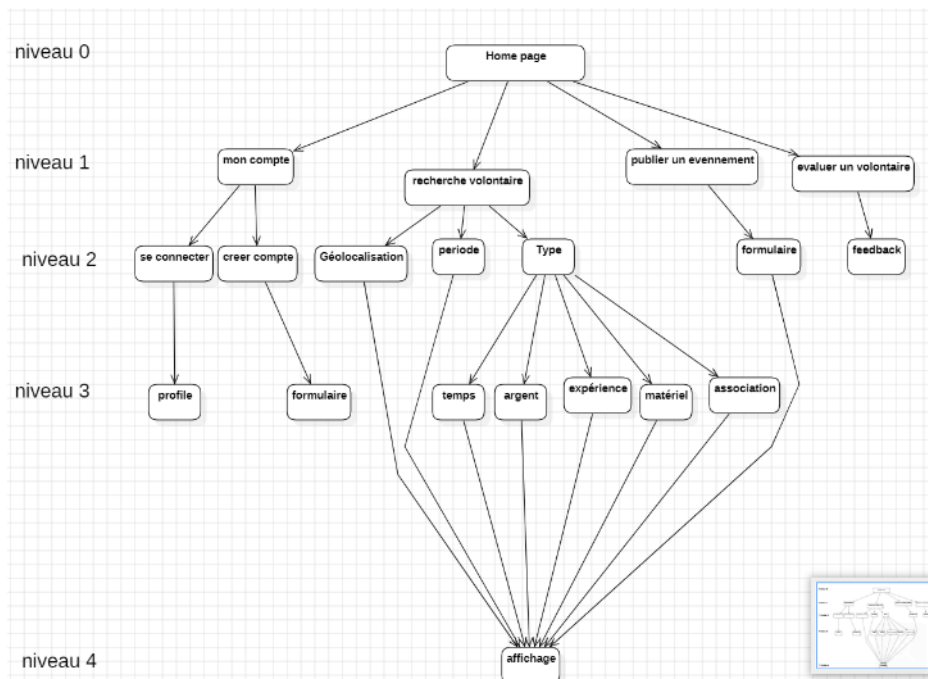 niveau 0
Home page
niveau 1
mon compte
recherche volontaire
publier un evennement
evaluer un volontaire
niveau 2
se connecter
creer compte
Géolocalisation
periode
Type
formulaire
feedback
niveau 3
profile
formulaire
temps
argent
expérience
matériel
association
niveau 4
affichage